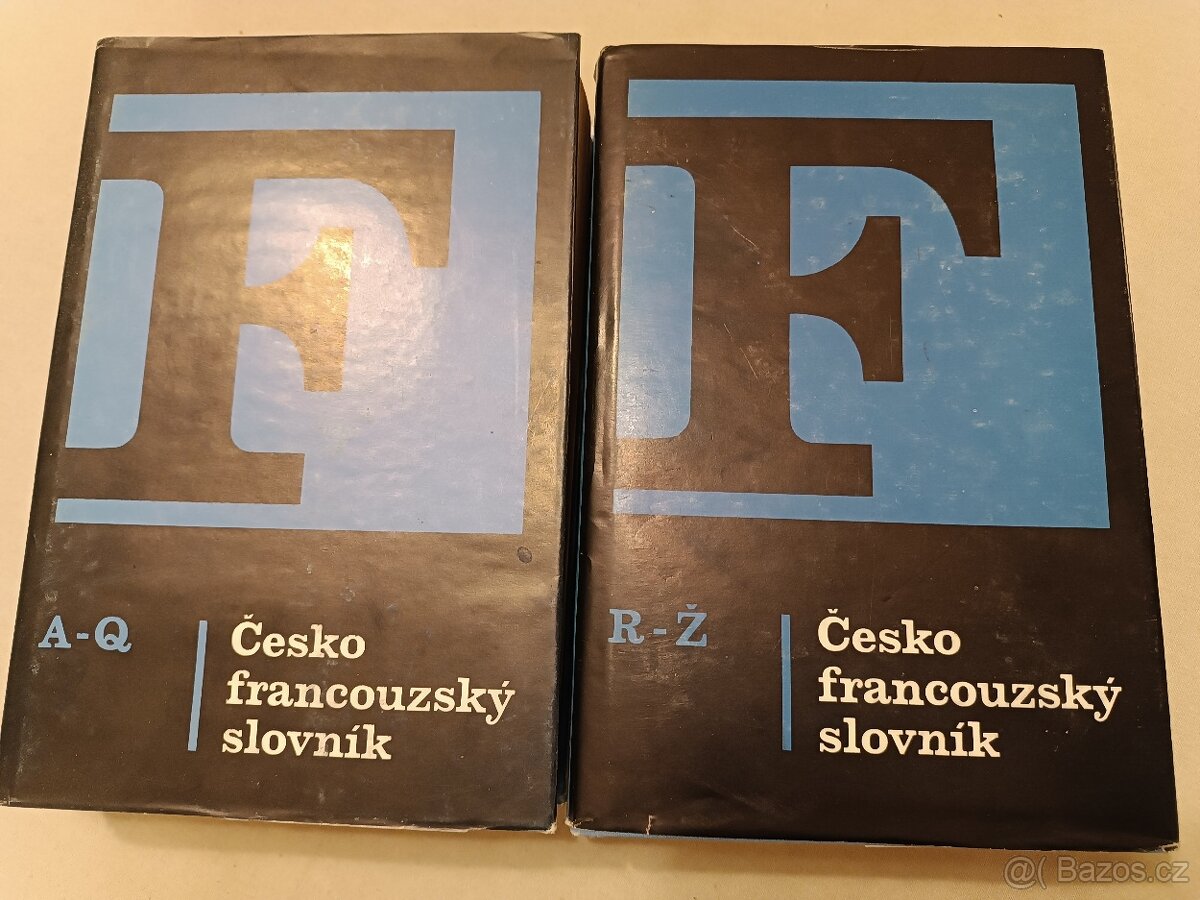 F
A-Q
Česko
francouzský
slovník
F
R-Ž
Česko
francouzský
slovník
@( Bazos.cz